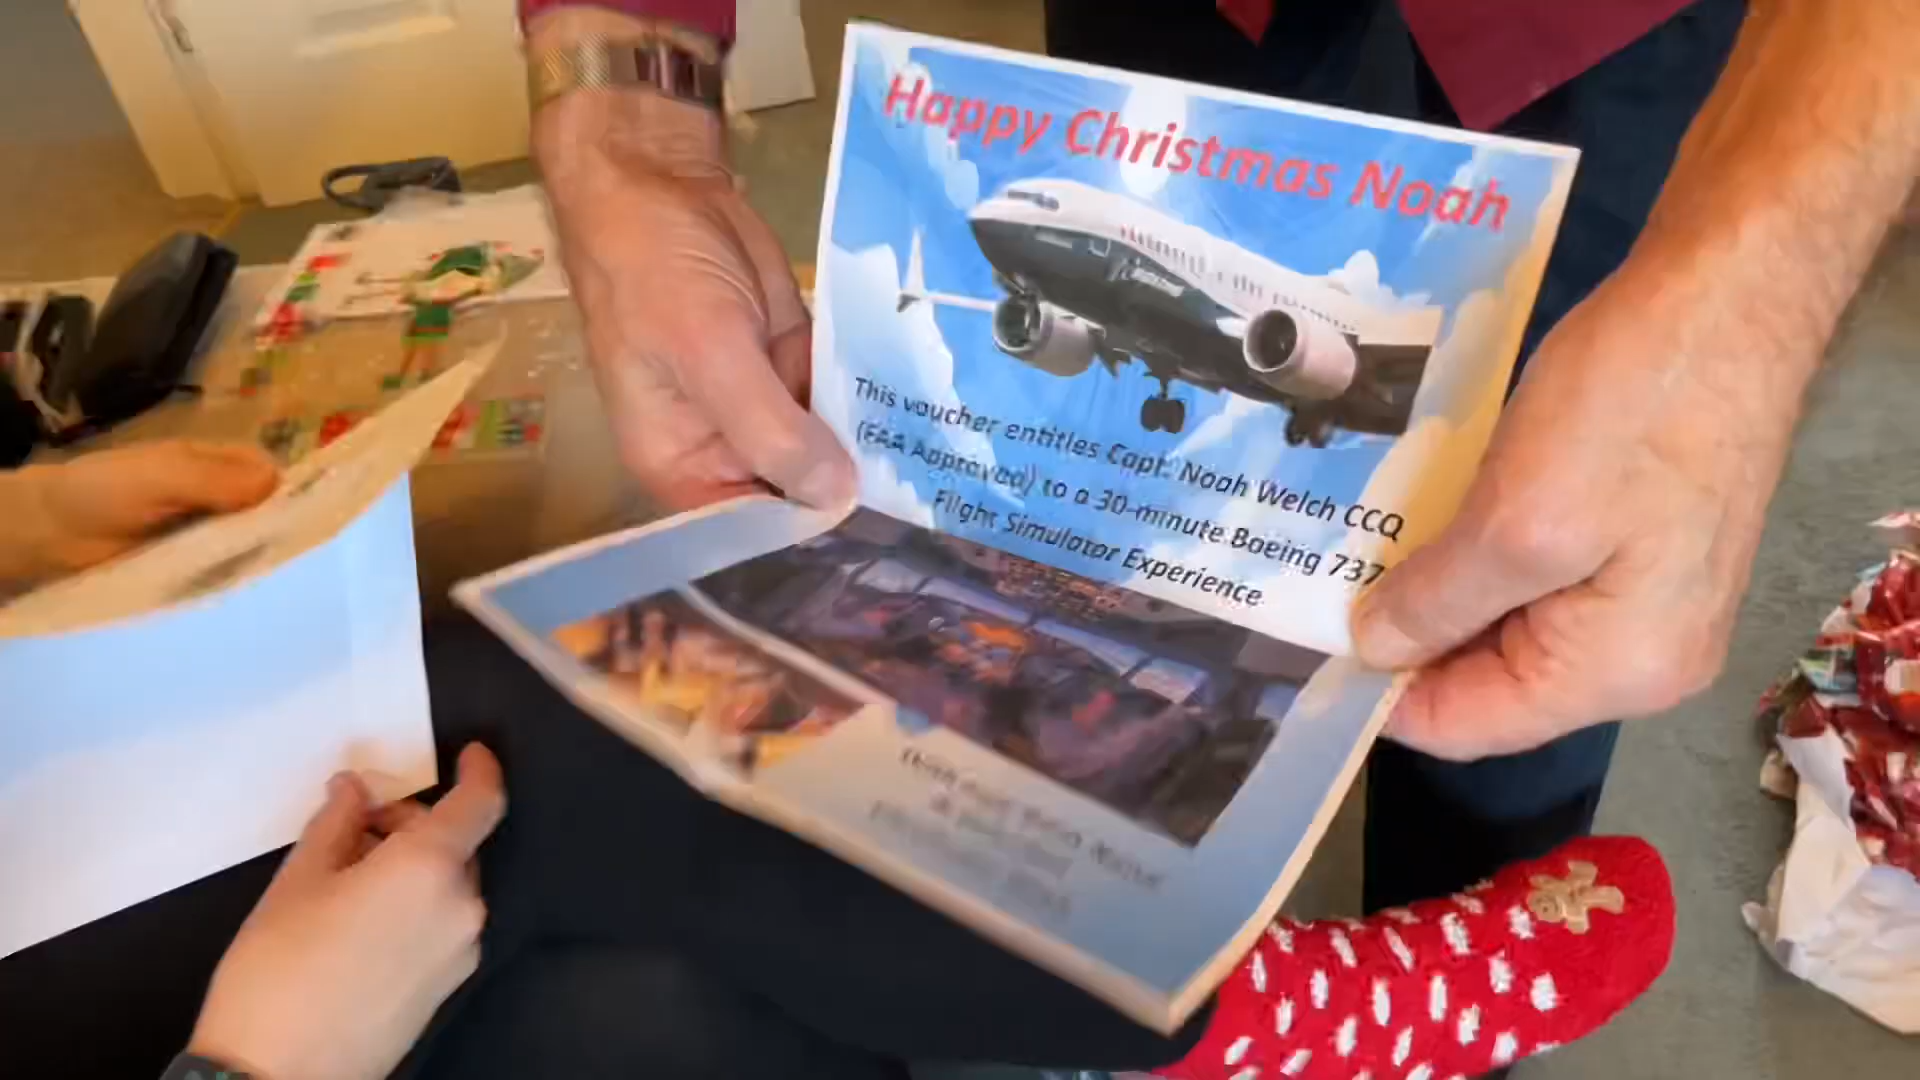 Happy Christmas Noah
This voucher entitles Capt. Noah Welch CCQ
(FAA Approved) to a 30-minute Boeing 737
Flight Simulator Experience